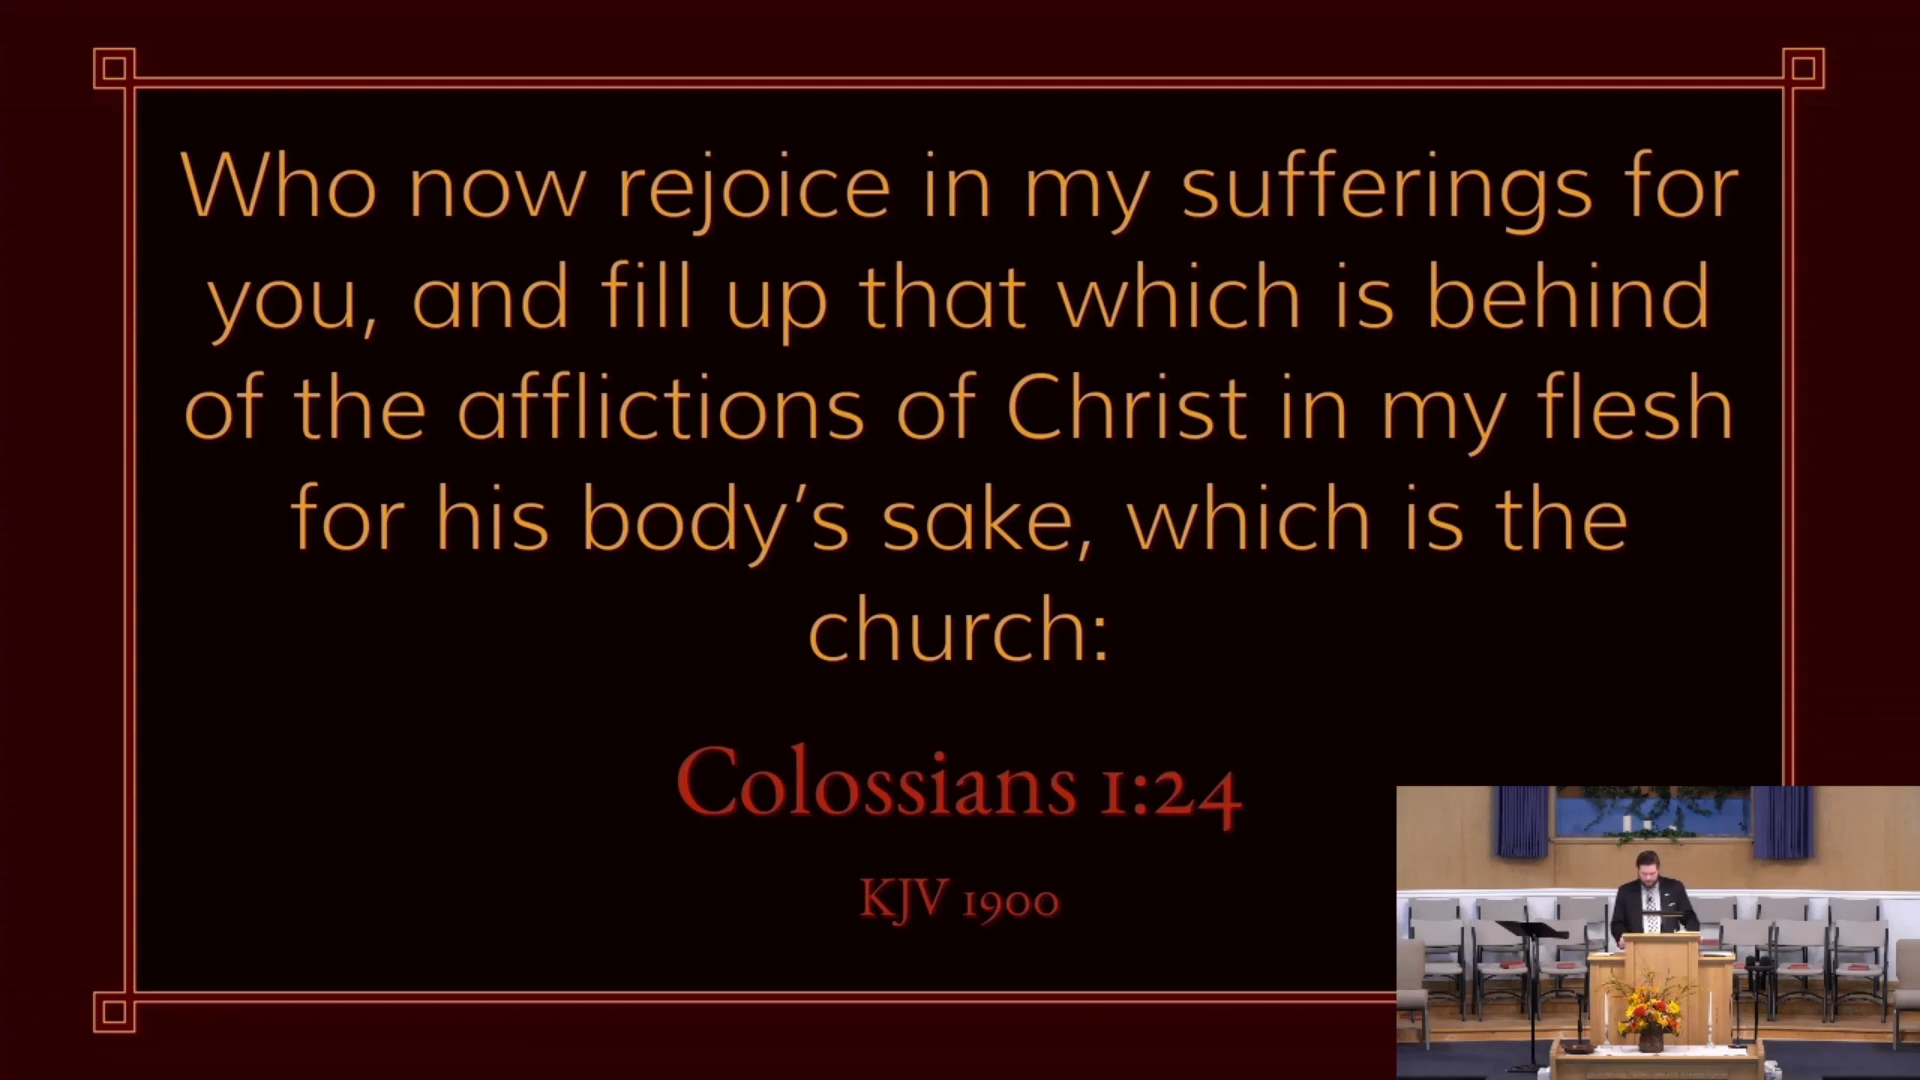 Who now rejoice in my sufferings for
you, and fill up that which is behind
of the afflictions of Christ in my flesh
for his body’s sake, which is the
church:
Colossians 1:24
KJV 1900